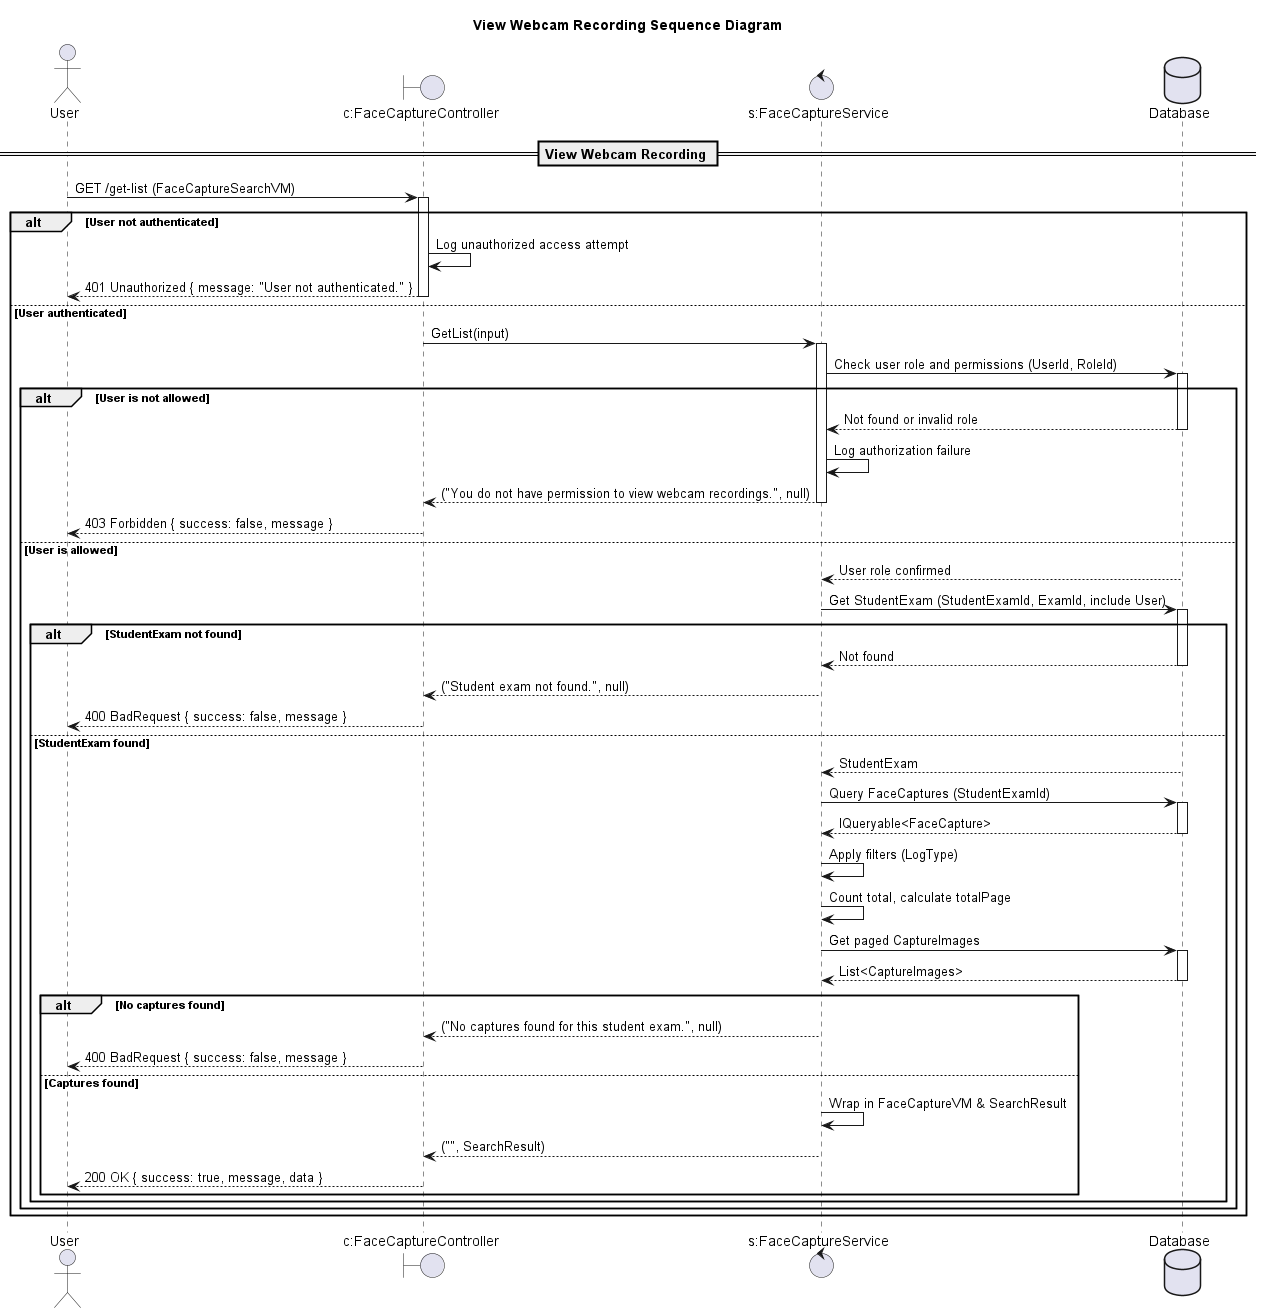 View Webcam Recording Sequence Diagram
User
c:FaceCaptureController
s:FaceCaptureService
Database
View Webcam Recording
GET /get-list (FaceCaptureSearchVM)
alt
[User not authenticated]
Log unauthorized access attempt
401 Unauthorized { message: "User not authenticated." }
[User authenticated]
GetList(input)
Check user role and permissions (UserId, RoleId)
alt
[User is not allowed]
Not found or invalid role
Log authorization failure
("You do not have permission to view webcam recordings.", null)
403 Forbidden { success: false, message }
[User is allowed]
User role confirmed
Get StudentExam (StudentExamId, ExamId, include User)
alt
[StudentExam not found]
Not found
("Student exam not found.", null)
400 BadRequest { success: false, message }
[StudentExam found]
StudentExam
Query FaceCaptures (StudentExamId)
IQueryable<FaceCapture>
Apply filters (LogType)
Count total, calculate totalPage
Get paged CaptureImages
List<CaptureImages>
alt
[No captures found]
("No captures found for this student exam.", null)
400 BadRequest { success: false, message }
[Captures found]
Wrap in FaceCaptureVM & SearchResult
("", SearchResult)
200 OK { success: true, message, data }
User
c:FaceCaptureController
s:FaceCaptureService
Database